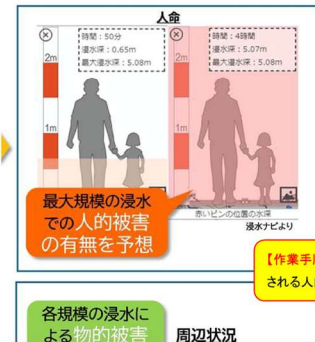 人命
時間：50分
浸水深：0.65m
最大浸水深：5.08m
2m
1m
時間：4時間
浸水深：5.07m
最大浸水深：5.08m
2m
1m
最大規模の浸水
での人的被害
の有無を予想
赤いピンの位置の水深
浸水ナビより
【作業手
される人
各規模の浸水に
よる物的被害
周辺状況